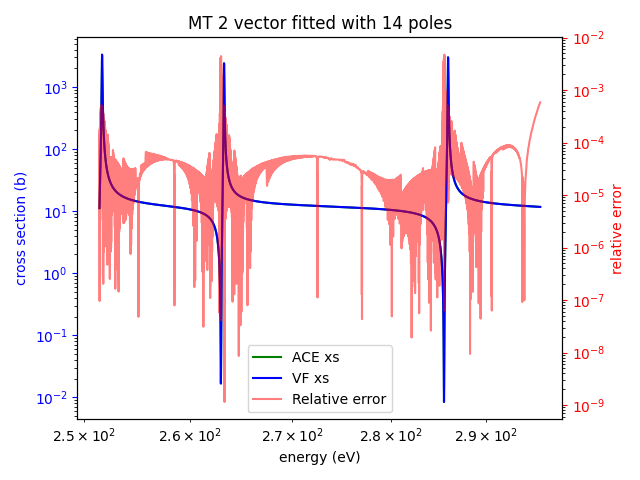 MT 2 vector fitted with 14 poles
cross section (b)
10³
10²
10¹
10⁰
10⁻¹
10⁻²
10⁻²
10⁻³
10⁻⁴
10⁻⁵
10⁻⁶
10⁻⁷
10⁻⁸
10⁻⁹
relative error
ACE xs
VF xs
Relative error
2.5 × 10² 2.6 × 10² 2.7 × 10² 2.8 × 10² 2.9 × 10²
energy (eV)